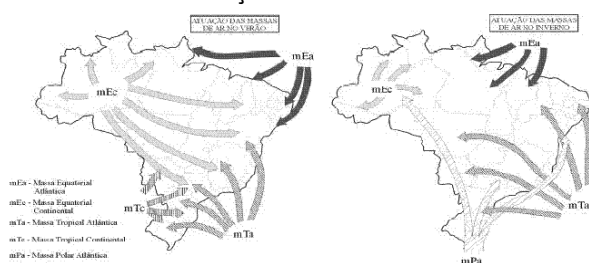 ATUAÇÃO DAS MASSAS
DE AR NO VERÃO
mEa
mEc
mTc
mTa
mEa - Massa Equatorial
Atlântica
mEc - Massa Equatorial
Continental
mTa - Massa Tropical Atlântica
mTc - Massa Tropical Continental
mPa - Massa Polar Atlântica
ATUAÇÃO DAS MASSAS
DE AR NO INVERNO
mEa
mEc
mTa
mPa